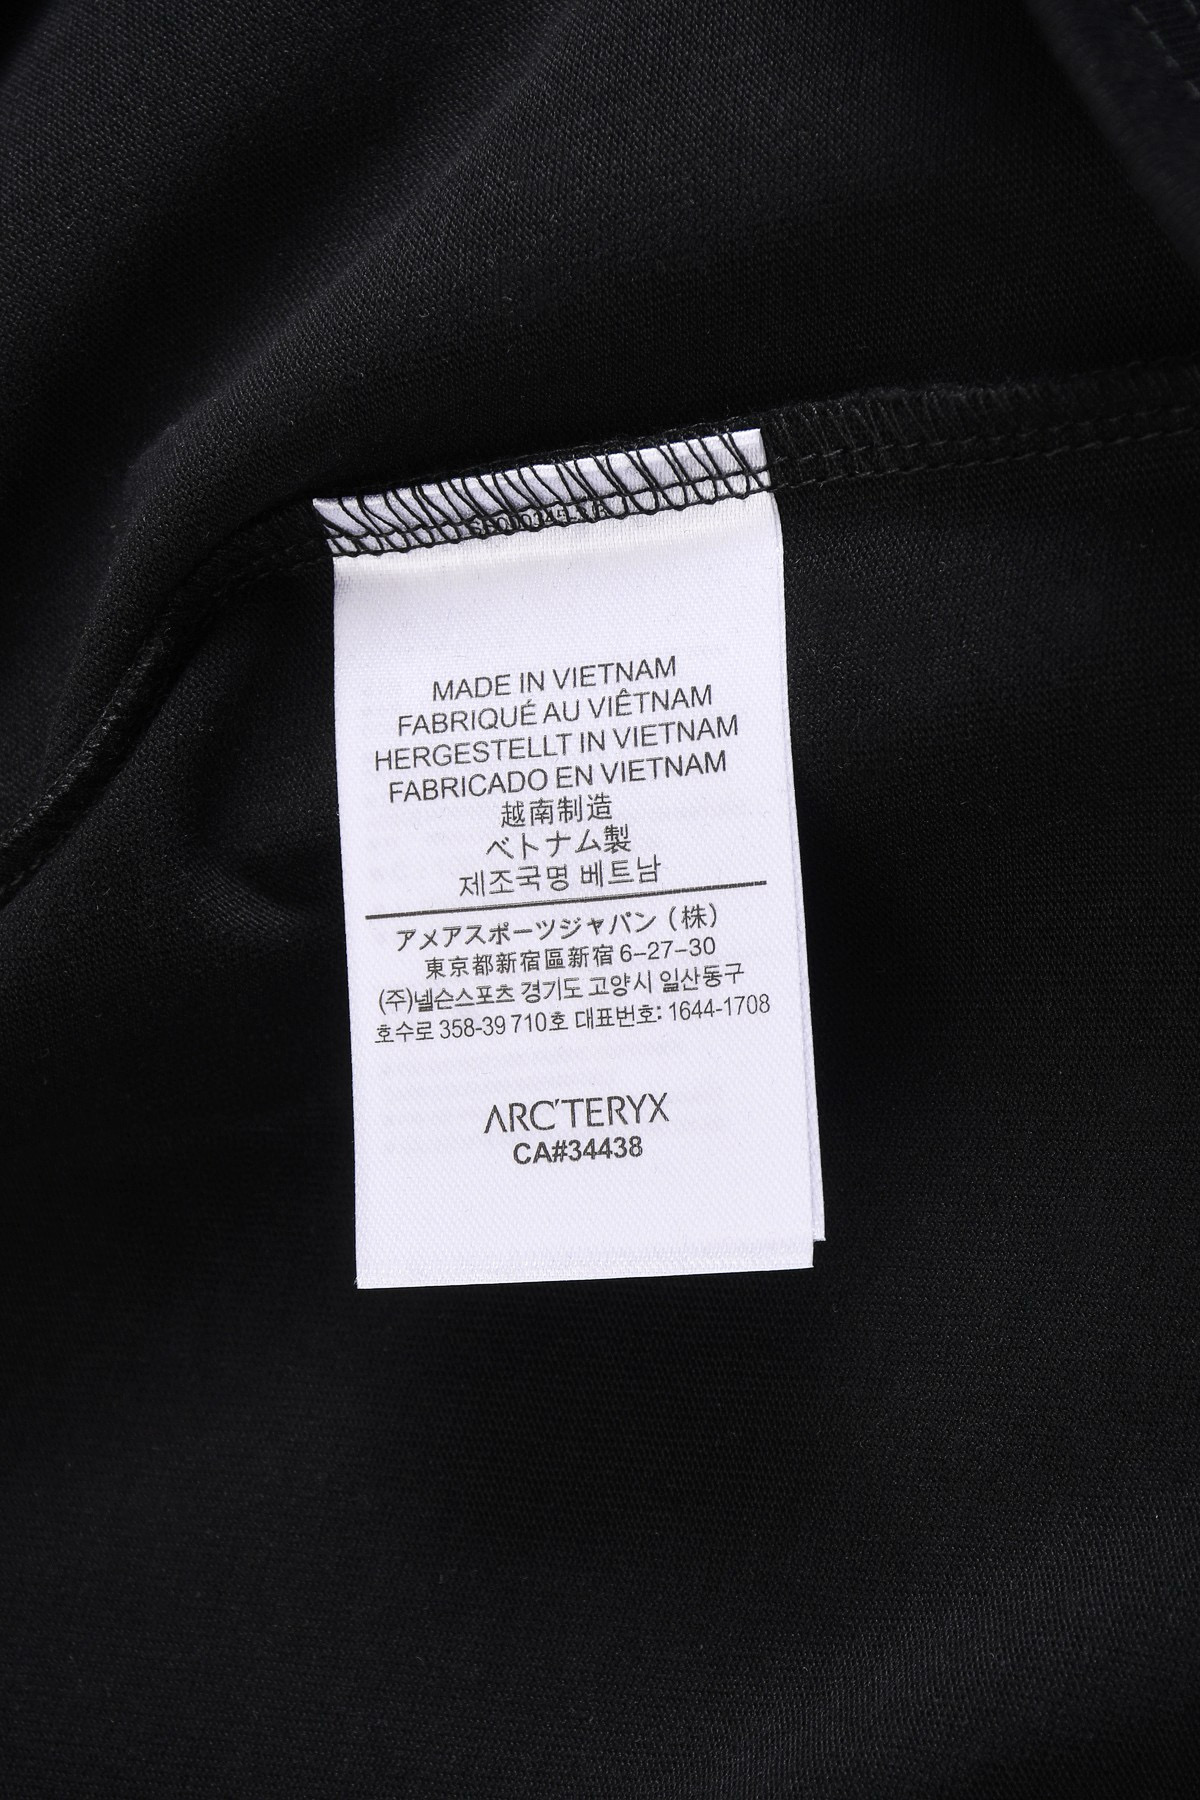 MADE IN VIETNAM
FABRIQUÉ AU VIÊTNAM
HERGESTELLT IN VIETNAM
FABRICADO EN VIETNAM
越南制造
ベトナム製
제조국명 베트남
アメアスポーツジャパン（株）
東京都新宿區新宿 6-27-30
(주)넬슨스포츠 경기도 고양시 일산동구
호수로 358-39 710호 대표번호: 1644-1708
ARC'TERYX
CA#34438